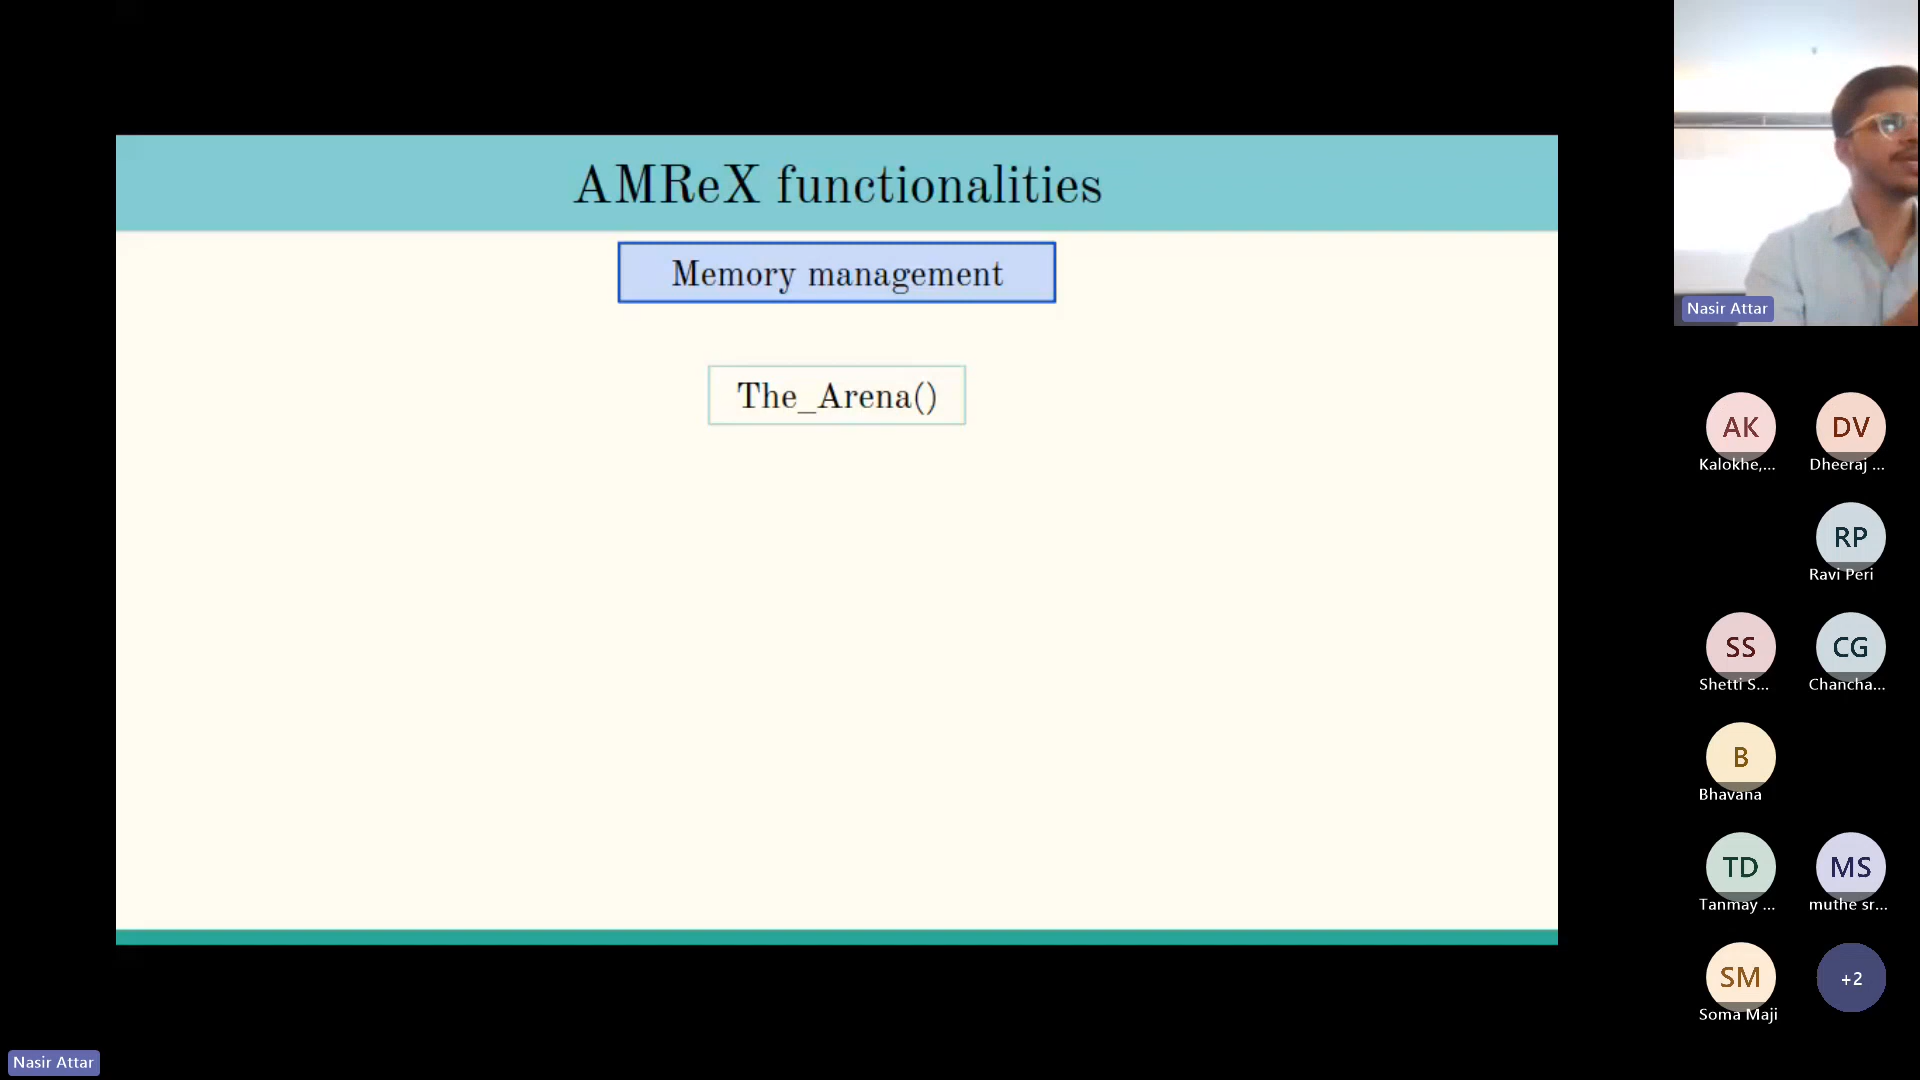 AMReX functionalities
Memory management
The_Arena()
Nasir Attar
AK
Kalokhe,...
DV
Dheeraj ...
RP
Ravi Peri
SS
Shetti S...
CG
Chancha...
B
Bhavana
TD
Tanmay ...
MS
muthe sr...
SM
Soma Maji
+2
Nasir Attar